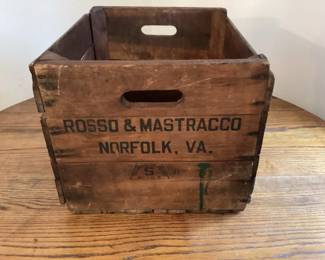 ROSSO & MASTRACCO
NORFOLK, VA.
S